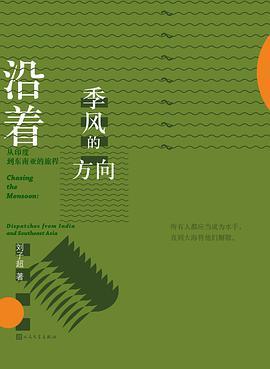 沿着
季风的
方向
从印度
到东南亚的旅程
Chasing
the
Monsoon:
Dispatches from India
and Southeast Asia
刘子超 著
所有人都应当成为水手，
直到大海将他们解散。
人民文学出版社